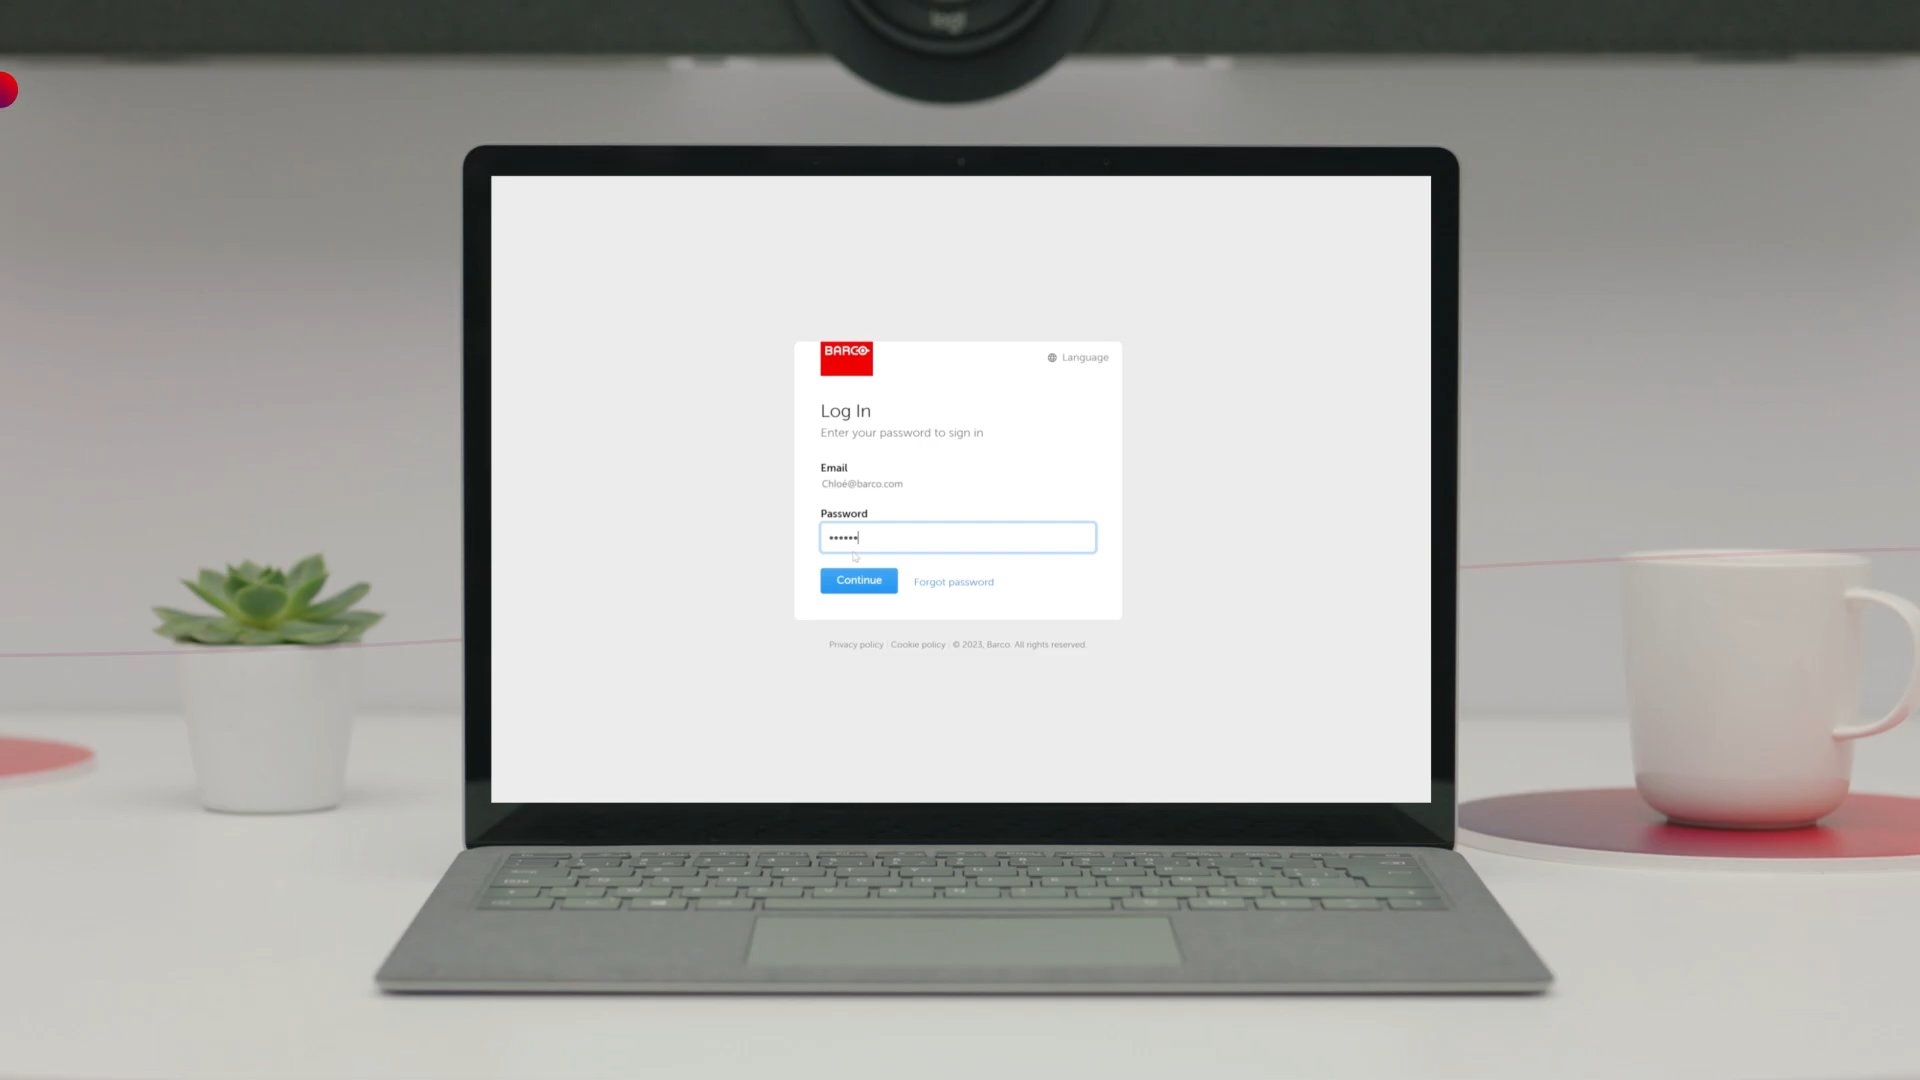 logi
BARCO
Language
Log In
Enter your password to sign in
Email
Chloé@barco.com
Password
••••••
Continue
Forgot password
Privacy policy | Cookie policy | © 2023, Barco. All rights reserved.